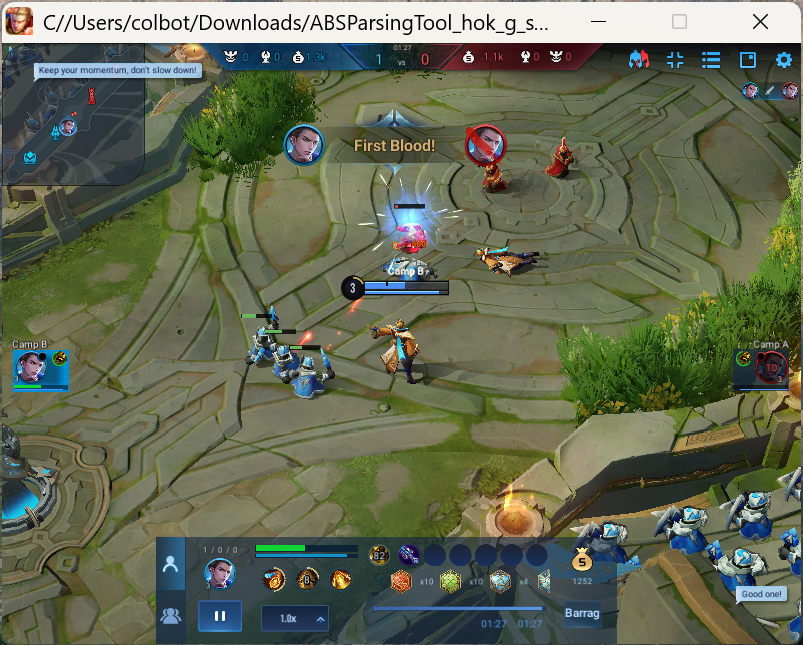 C//Users/colbot/Downloads/ABSParsingTool_hok_g_s...
01:27
0 0 1.3k 1 vs 0 1.1k 0 0
Keep your momentum, don't slow down!
First Blood!
Camp B
3
Camp B
Camp A
10
1 / 0 / 0
82
8
x10 x10 x4
1252
1.0x
01:27 01:27
Barrag
Good one!